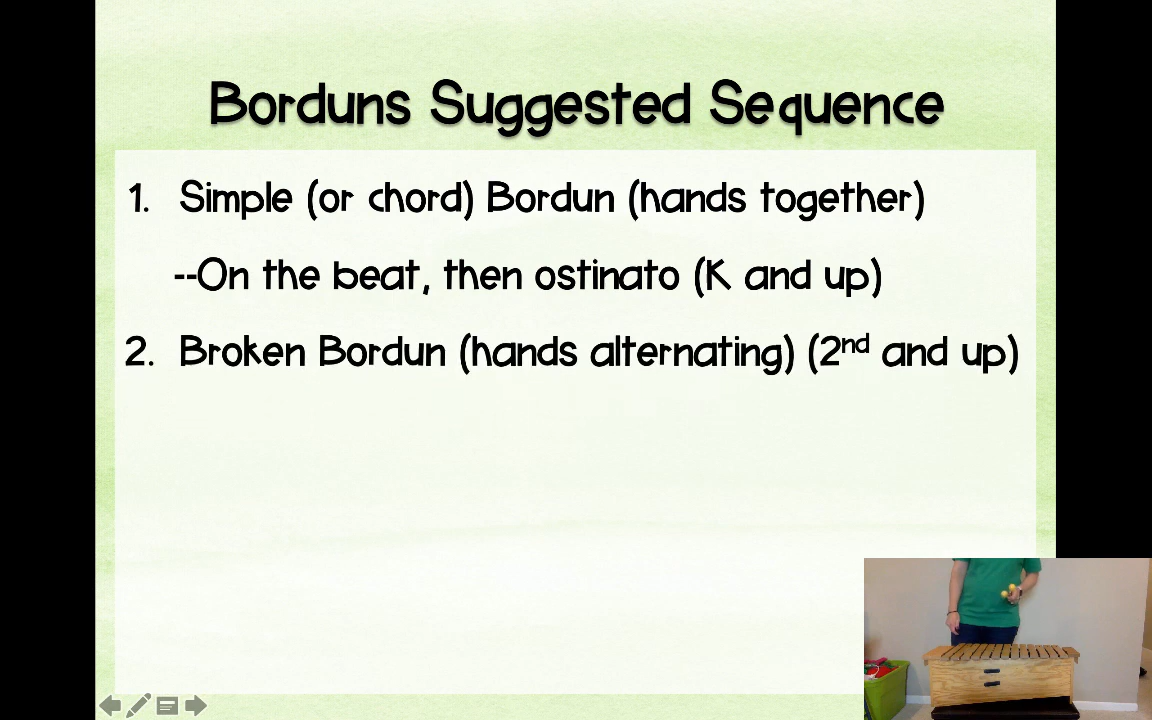 Borduns Suggested Sequence
1. Simple (or chord) Bordun (hands together)
--On the beat, then ostinato (K and up)
2. Broken Bordun (hands alternating) (2nd and up)